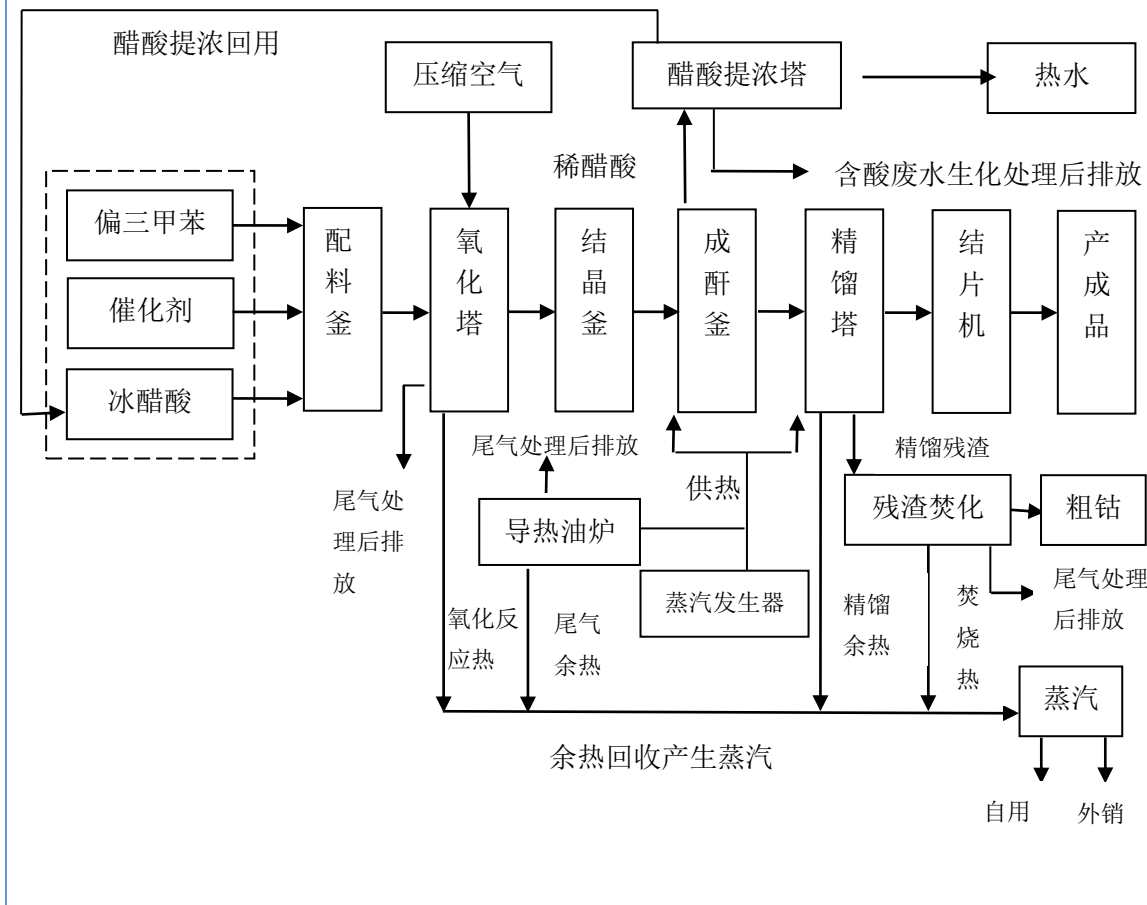 醋酸提浓回用
压缩空气
醋酸提浓塔
热水
稀醋酸
含酸废水生化处理后排放
偏三甲苯
催化剂
冰醋酸
配料釜
氧化塔
结晶釜
成酐釜
精馏塔
结片机
产成品
尾气处理后排放
精馏残渣
尾气处
理后排
放
供热
导热油炉
残渣焚化
粗钴
蒸汽发生器
尾气处理
后排放
氧化反
应热
尾气
余热
精馏
余热
焚
烧
热
蒸汽
余热回收产生蒸汽
自用
外销